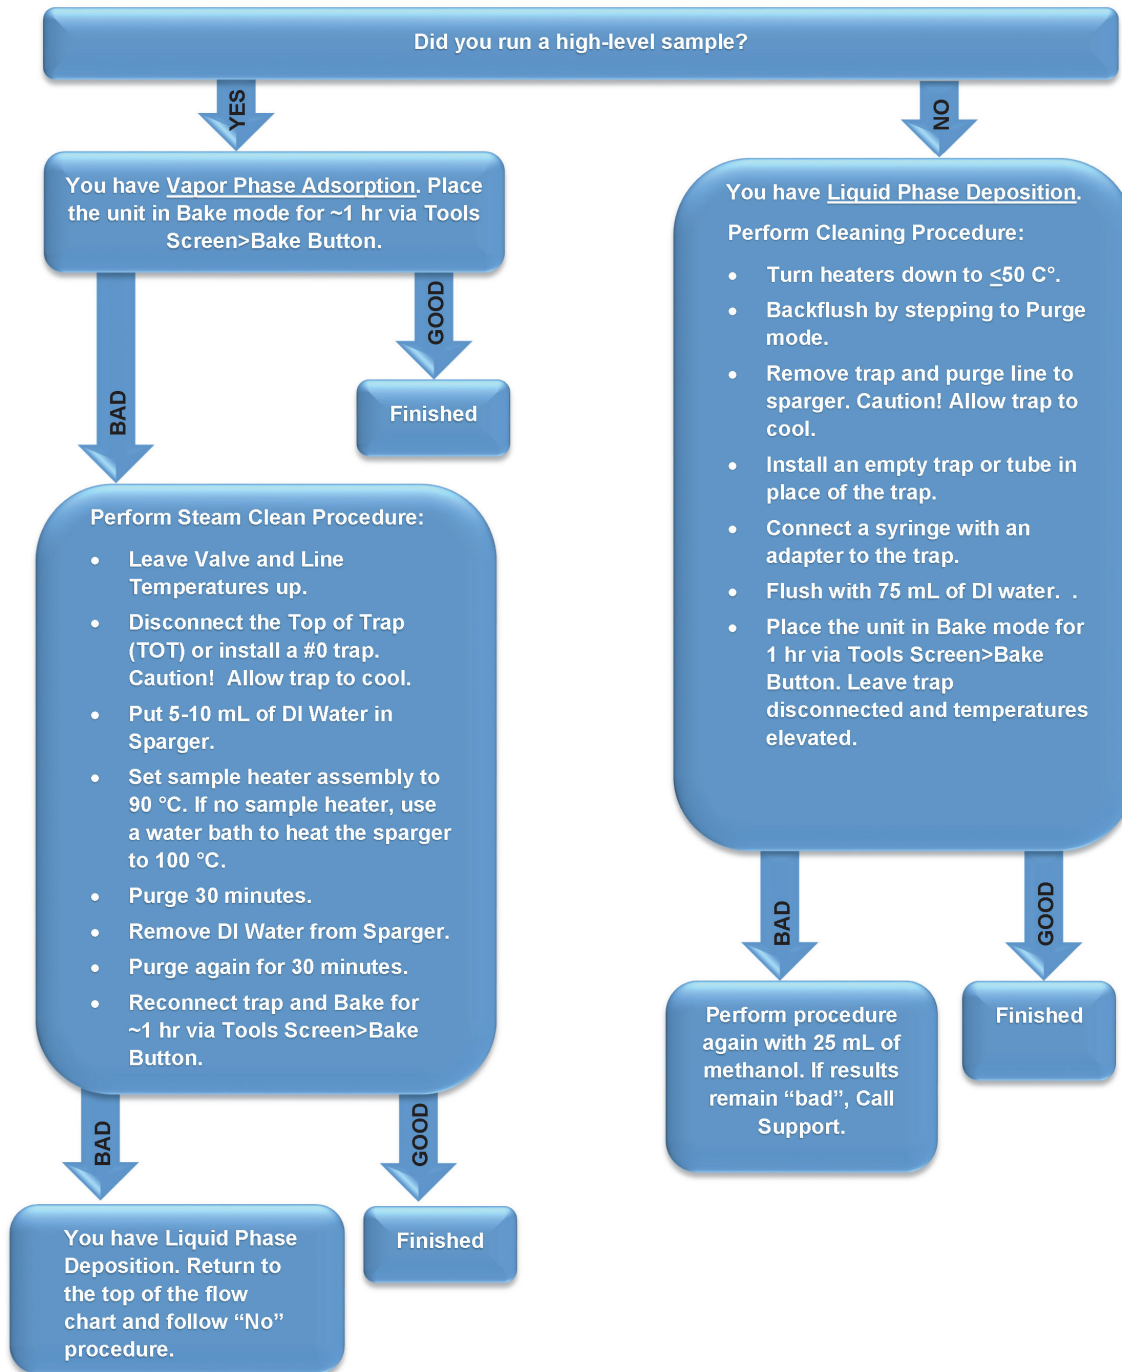 Did you run a high-level sample?
YES
NO
You have Vapor Phase Adsorption. Place
the unit in Bake mode for ~1 hr via Tools
Screen>Bake Button.
BAD
GOOD
Finished
Perform Steam Clean Procedure:
• Leave Valve and Line
Temperatures up.
• Disconnect the Top of Trap
(TOT) or install a #0 trap.
Caution!  Allow trap to cool.
• Put 5-10 mL of DI Water in
Sparger.
• Set sample heater assembly to
90 °C. If no sample heater, use
a water bath to heat the sparger
to 100 °C.
• Purge 30 minutes.
• Remove DI Water from Sparger.
• Purge again for 30 minutes.
• Reconnect trap and Bake for
~1 hr via Tools Screen>Bake
Button.
BAD
GOOD
You have Liquid Phase
Deposition. Return to
the top of the flow
chart and follow “No”
procedure.
Finished
You have Liquid Phase Deposition.
Perform Cleaning Procedure:
• Turn heaters down to ≤50 C°.
• Backflush by stepping to Purge
mode.
• Remove trap and purge line to
sparger. Caution! Allow trap to
cool.
• Install an empty trap or tube in
place of the trap.
• Connect a syringe with an
adapter to the trap.
• Flush with 75 mL of DI water.  .
• Place the unit in Bake mode for
1 hr via Tools Screen>Bake
Button. Leave trap
disconnected and temperatures
elevated.
BAD
GOOD
Perform procedure
again with 25 mL of
methanol. If results
remain “bad”, Call
Support.
Finished